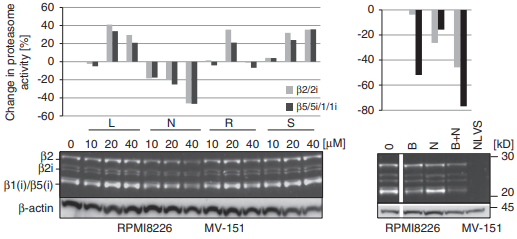 Change in proteasome
activity [%]
60
40
20
0
-20
-40
-60
β2/2i
β5/5i/1/1i
L N R S
0 10 20 40 10 20 40 10 20 40 10 20 40 [µM]
β2
β2i
β1(i)/β5(i)
β-actin
RPMI8226 MV-151
0
-20
-40
-60
-80
0 B N B+N NLVS [kD]
30
20
45
RPMI8226 MV-151